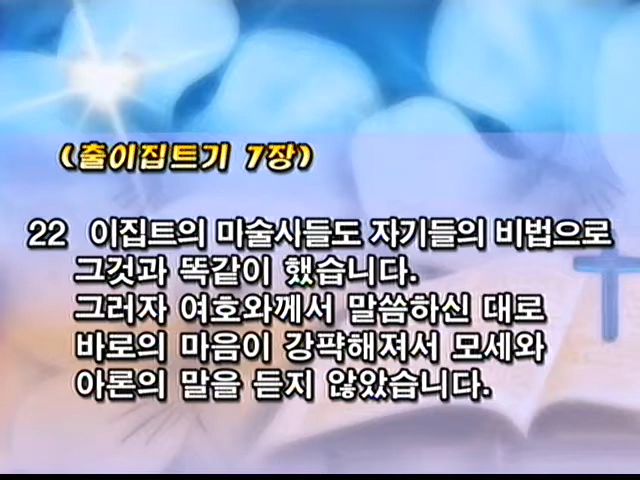 (출이집트기 7장)
22 이집트의 마술사들도 자기들의 비법으로
그것과 똑같이 했습니다.
그러자 여호와께서 말씀하신 대로
바로의 마음이 강퍅해져서 모세와
아론의 말을 듣지 않았습니다.